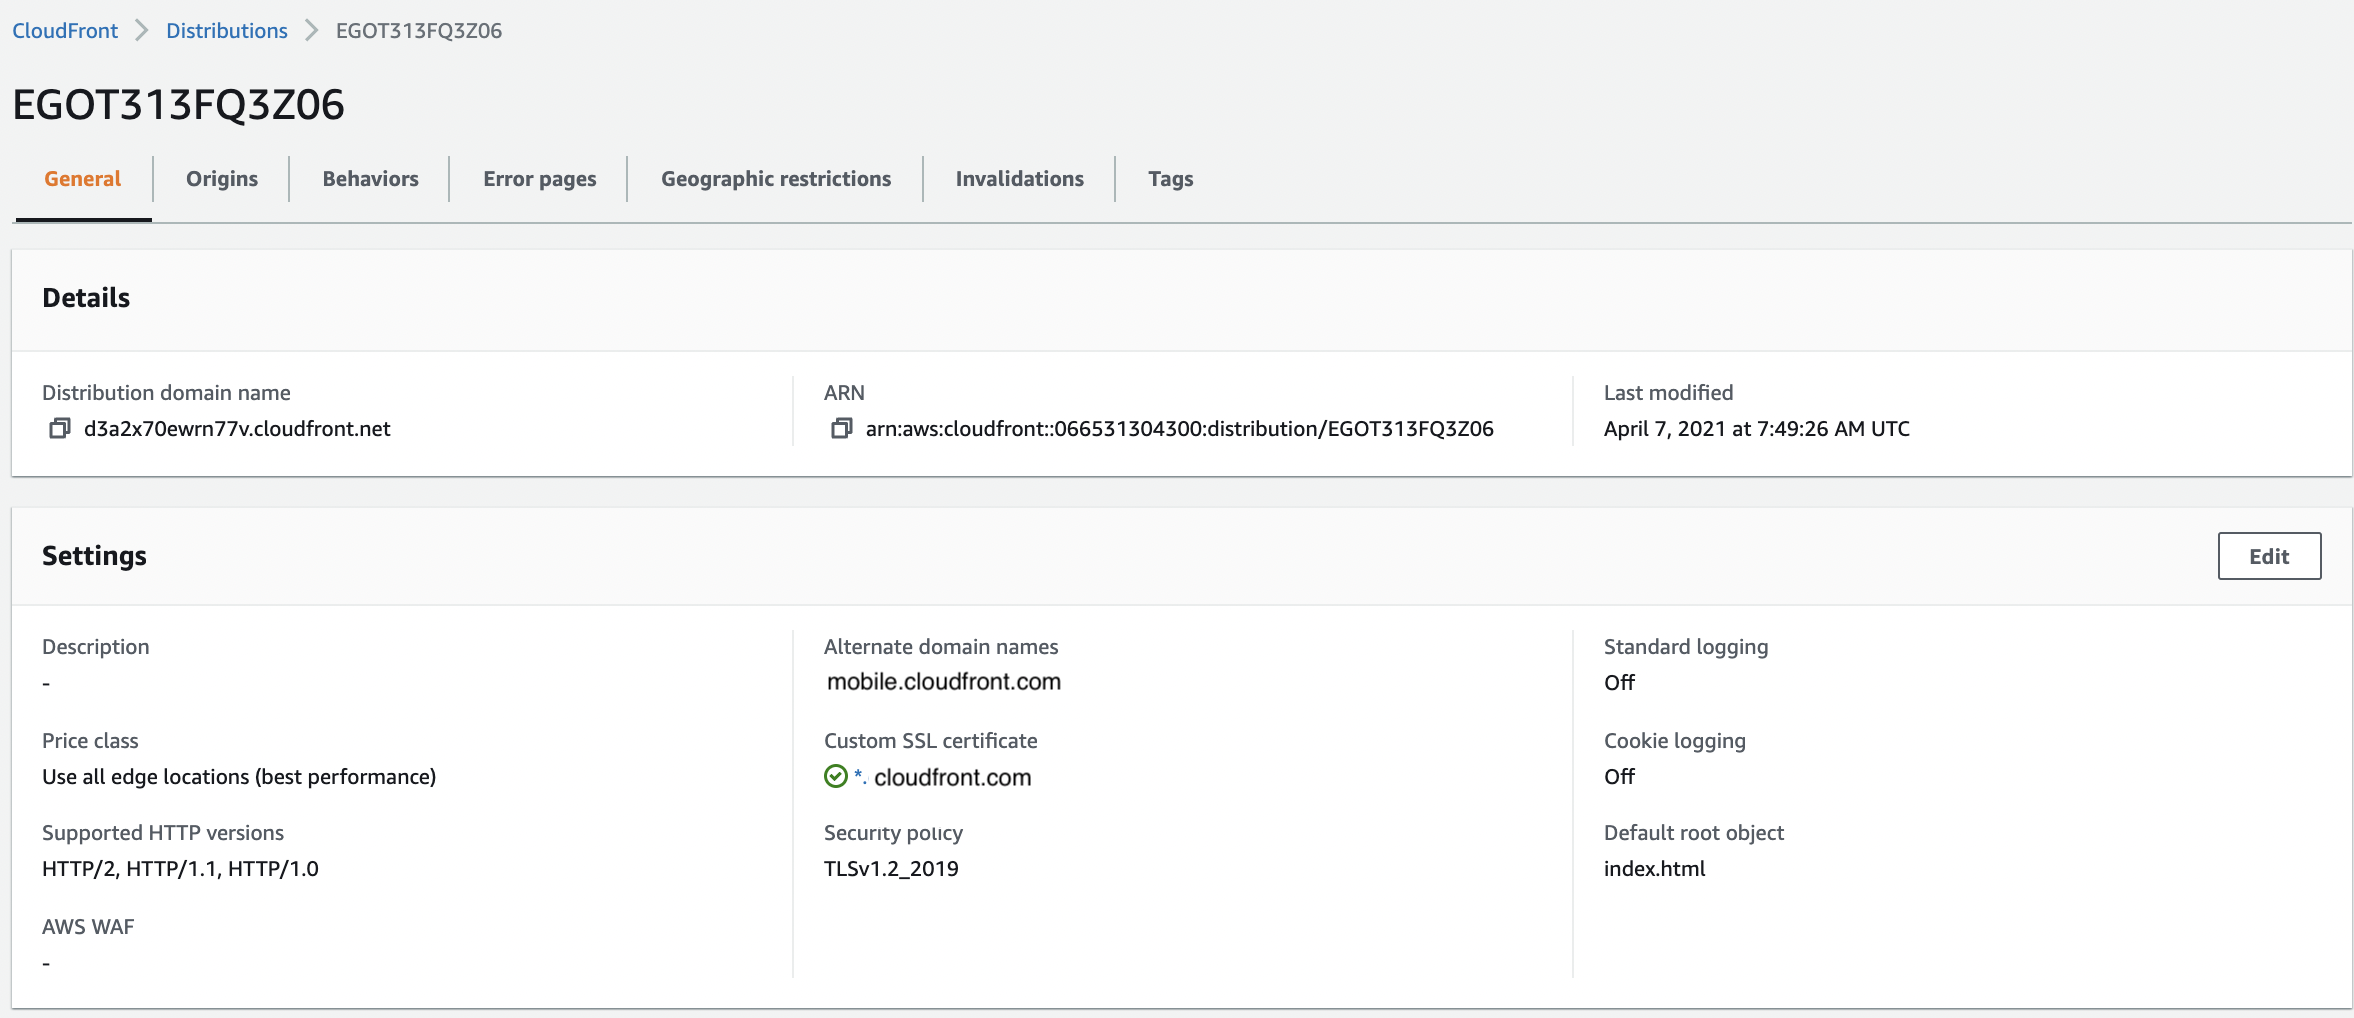 CloudFront > Distributions > EGOT313FQ3Z06
EGOT313FQ3Z06
General Origins Behaviors Error pages Geographic restrictions Invalidations Tags
Details
Distribution domain name
d3a2x70ewrn77v.cloudfront.net
ARN
arn:aws:cloudfront::066531304300:distribution/EGOT313FQ3Z06
Last modified
April 7, 2021 at 7:49:26 AM UTC
Settings
Edit
Description
-
Price class
Use all edge locations (best performance)
Supported HTTP versions
HTTP/2, HTTP/1.1, HTTP/1.0
AWS WAF
-
Alternate domain names
mobile.cloudfront.com
Custom SSL certificate
*. cloudfront.com
Security policy
TLSv1.2_2019
Standard logging
Off
Cookie logging
Off
Default root object
index.html